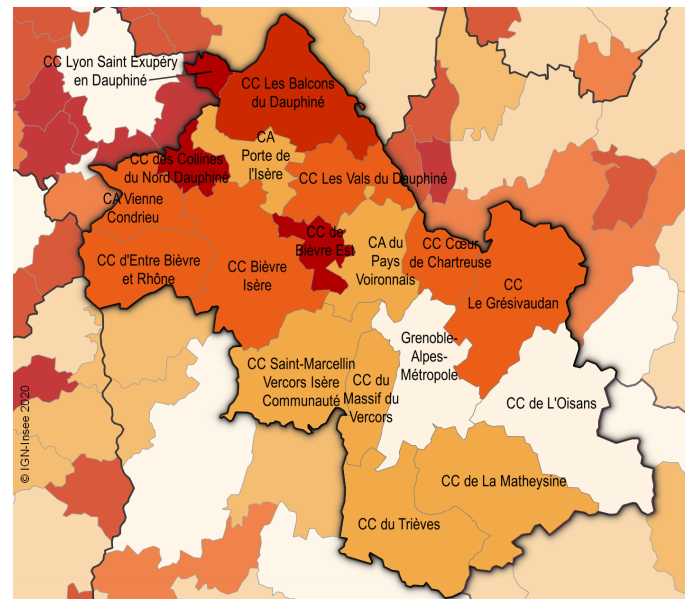 CC Lyon Saint Exupéry
en Dauphiné
CC Les Balcons
du Dauphiné
CA
Porte de
l'Isère
CC des Collines
du Nord Dauphiné
CC Les Vals du Dauphiné
CA Vienne
Condrieu
CC de
Bièvre Est
CA du
Pays
Voironnais
CC Cœur
de Chartreuse
CC d'Entre Bièvre
et Rhône
CC Bièvre
Isère
CC
Le Grésivaudan
Grenoble-
Alpes-
Métropole
CC Saint-Marcellin
Vercors Isère
Communauté
CC du
Massif du
Vercors
CC de L'Oisans
CC de La Matheysine
CC du Trièves
© IGN-Insee 2020